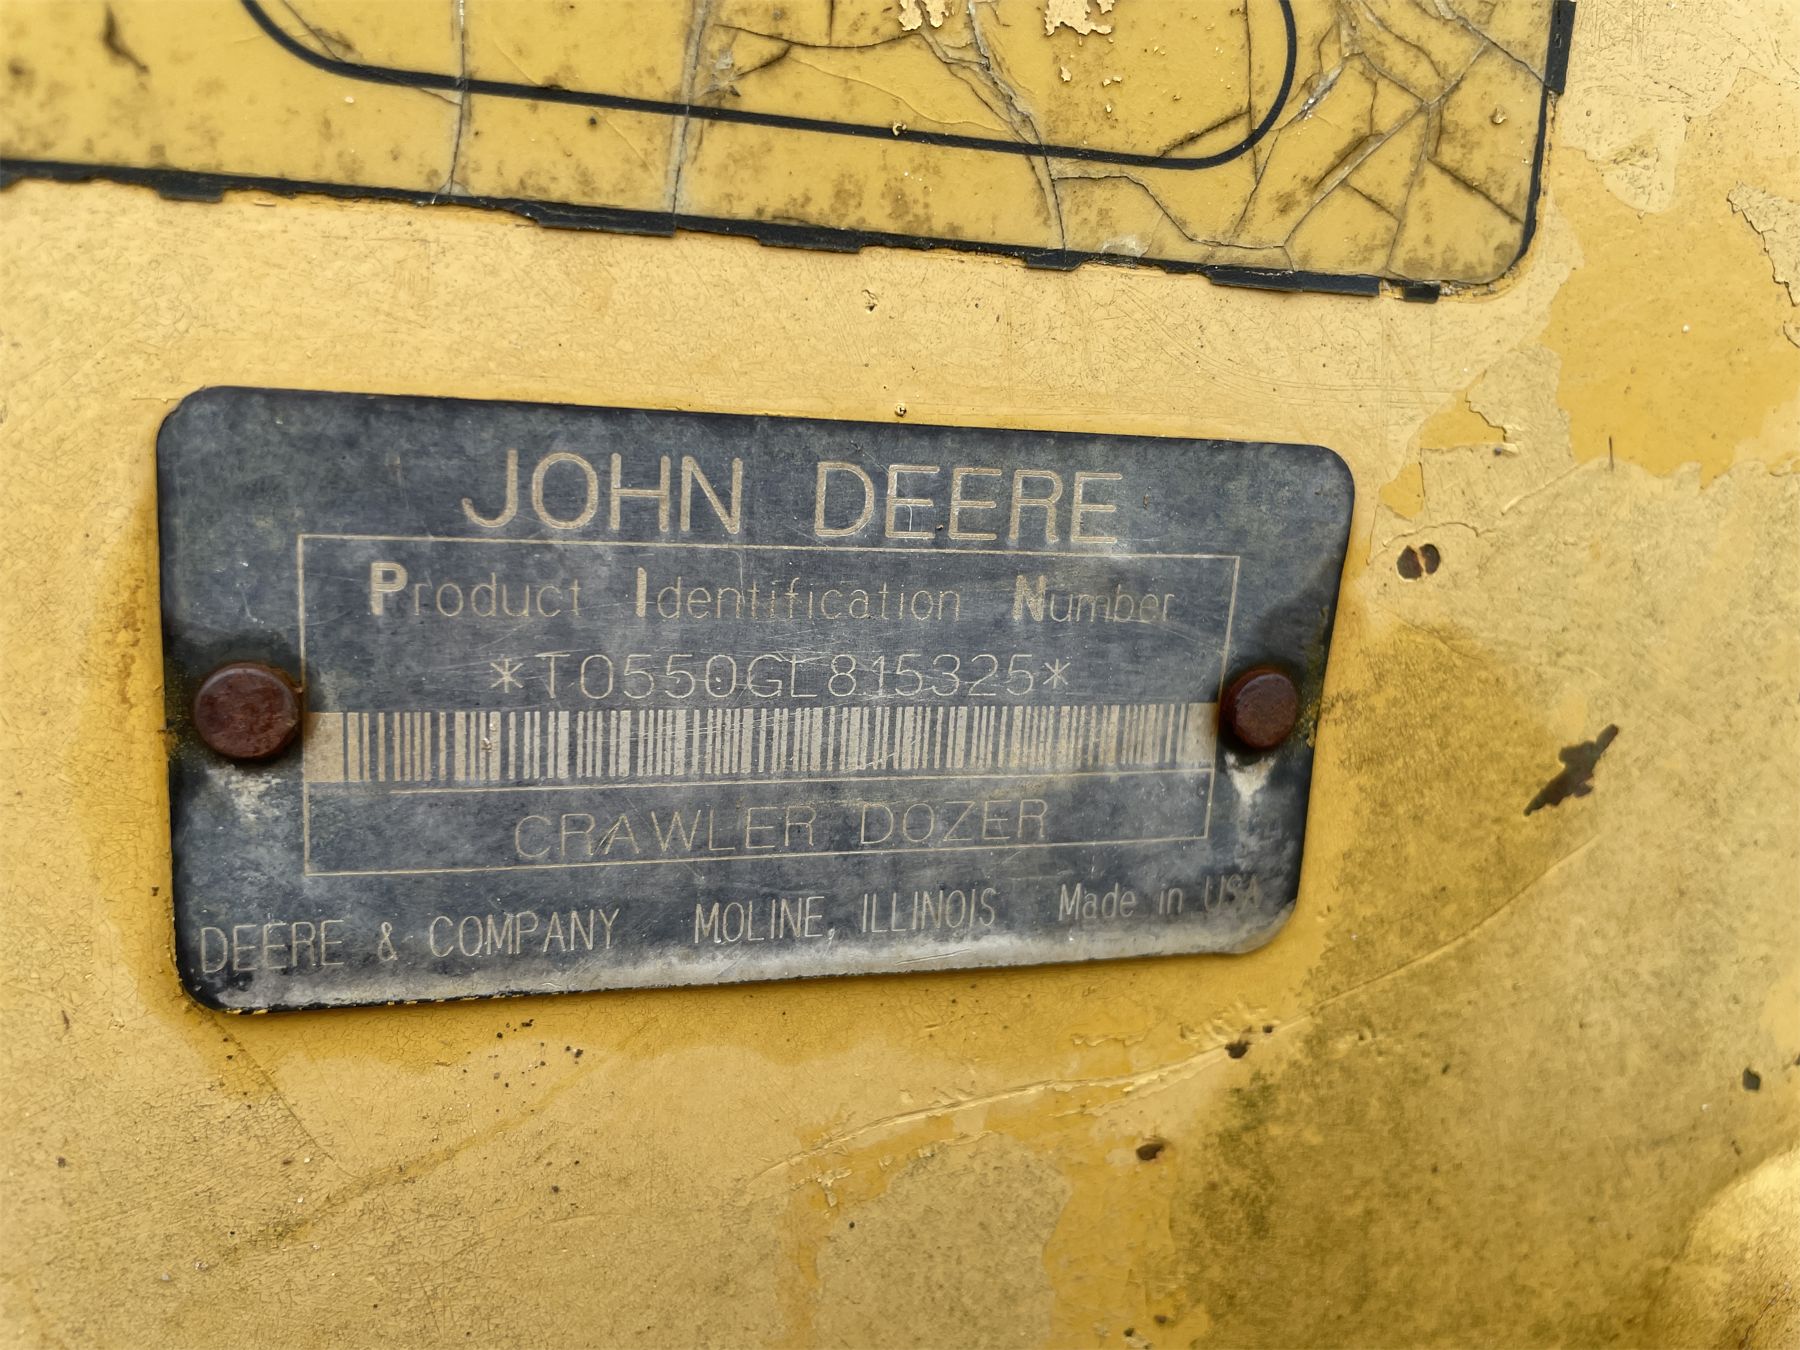 JOHN DEERE
Product Identification Number
*T0550GL815325*
CRAWLER DOZER
DEERE & COMPANY MOLINE, ILLINOIS Made in USA